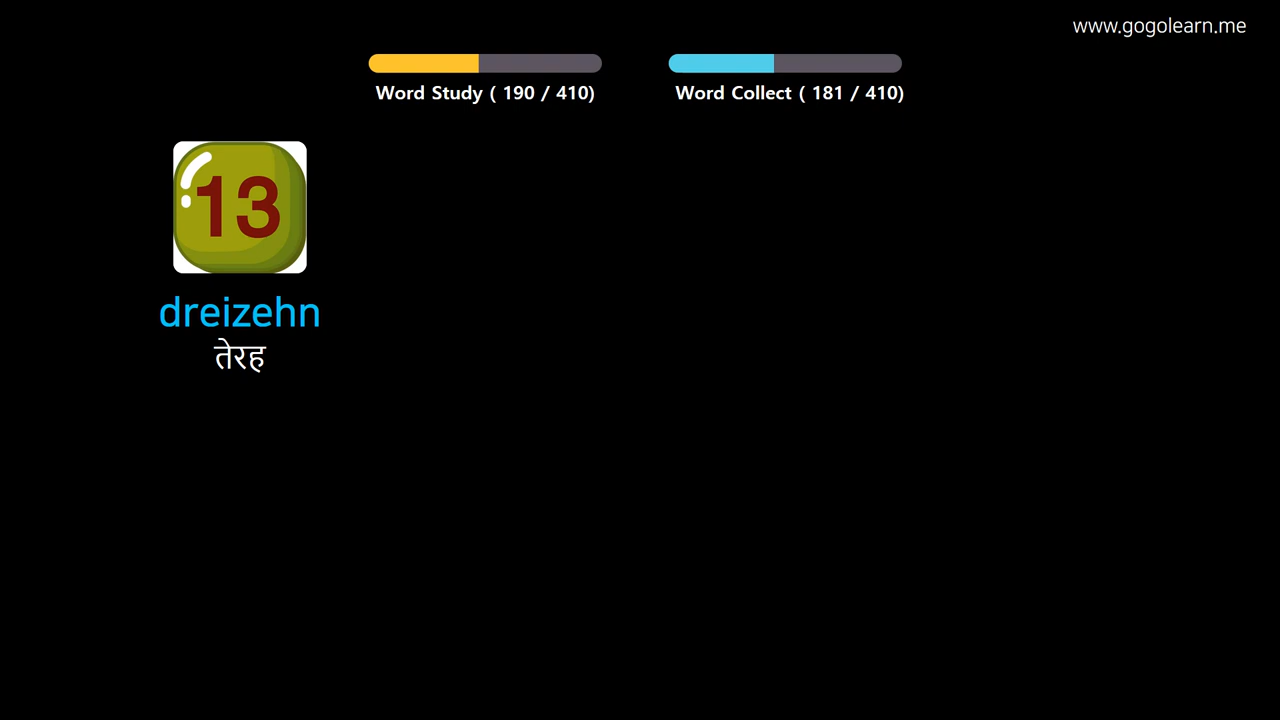 www.gogolearn.me
Word Study ( 190 / 410)
Word Collect ( 181 / 410)
13
dreizehn
तेरह